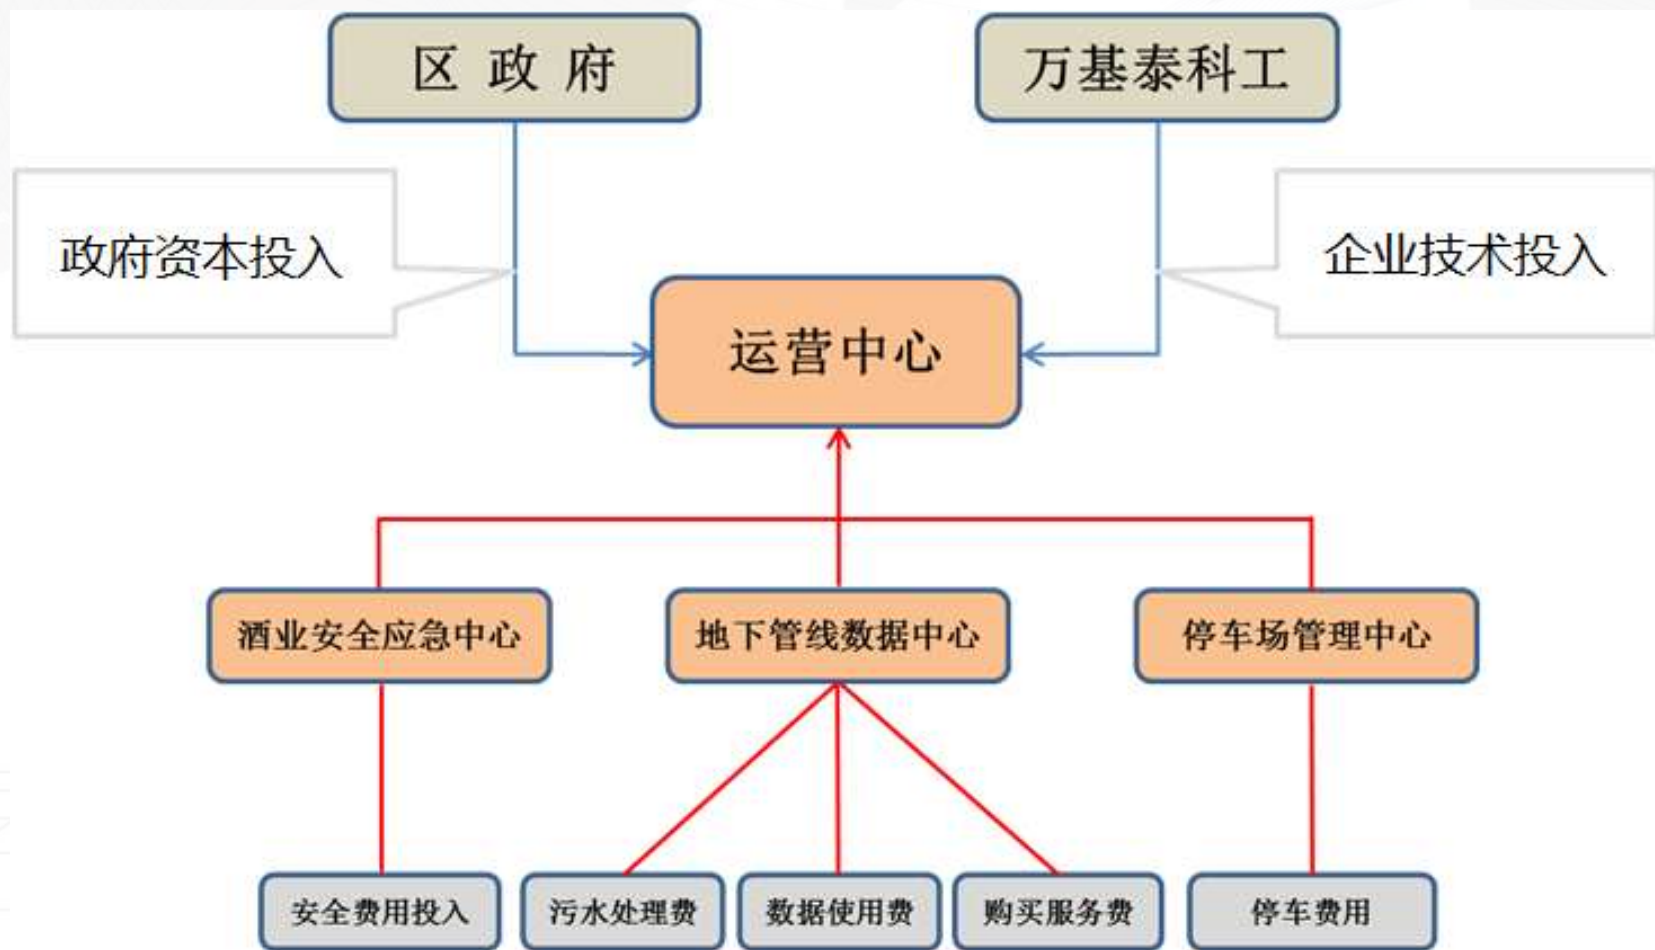 区 政 府
万基泰科工
政府资本投入
企业技术投入
运营中心
酒业安全应急中心
地下管线数据中心
停车场管理中心
安全费用投入
污水处理费
数据使用费
购买服务费
停车费用